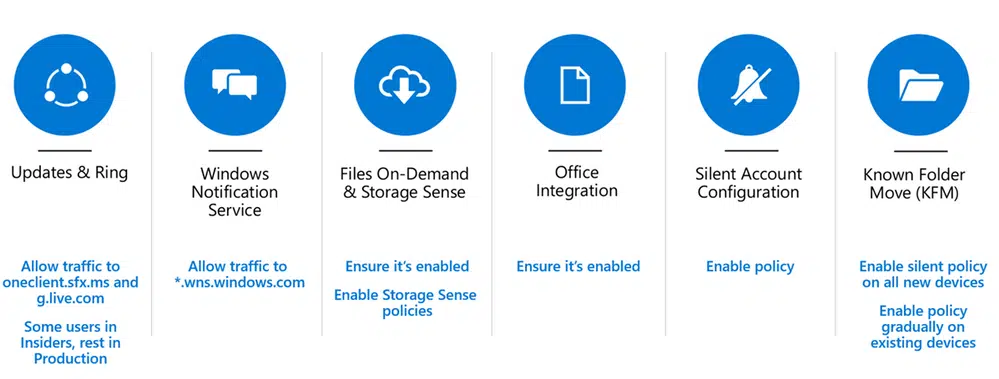 Updates & Ring
Allow traffic to
oneclient.sfx.ms and
g.live.com
Some users in
Insiders, rest in
Production
Windows
Notification
Service
Allow traffic to
*.wns.windows.com
Files On-Demand
& Storage Sense
Ensure it's enabled
Enable Storage Sense
policies
Office
Integration
Ensure it's enabled
Silent Account
Configuration
Enable policy
Known Folder
Move (KFM)
Enable silent policy
on all new devices
Enable policy
gradually on
existing devices